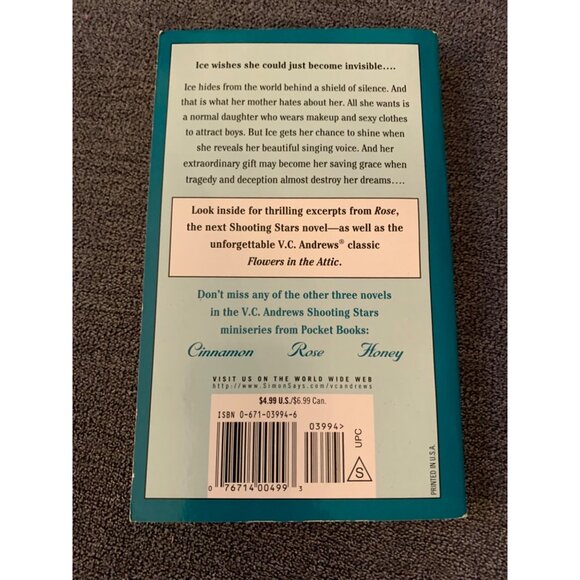 Ice wishes she could just become invisible....
Ice hides from the world behind a shield of silence. And
that is what her mother hates about her. All she wants is
a normal daughter who wears makeup and sexy clothes
to attract boys. But Ice gets her chance to shine when
she reveals her beautiful singing voice. And her
extraordinary gift may become her saving grace when
tragedy and deception almost destroy her dreams....
Look inside for thrilling excerpts from Rose,
the next Shooting Stars novel—as well as the
unforgettable V.C. Andrews® classic
Flowers in the Attic.
Don't miss any of the other three novels
in the V.C. Andrews Shooting Stars
miniseries from Pocket Books:
Cinnamon Rose Honey
VISIT US ON THE WORLD WIDE WEB
http://www.SimonSays.com/vcandrews
$4.99 U.S./$6.99 Can.
ISBN 0-671-03994-6
03994>
UPC
S
0 76714 00499 3
PRINTED IN U.S.A.